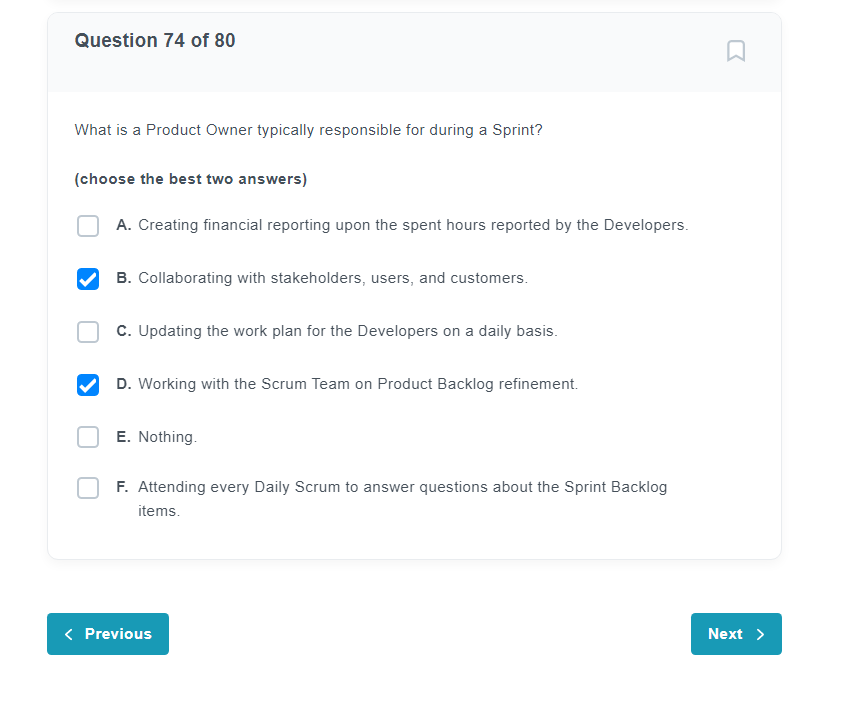 Question 74 of 80
What is a Product Owner typically responsible for during a Sprint?
(choose the best two answers)
A. Creating financial reporting upon the spent hours reported by the Developers.
B. Collaborating with stakeholders, users, and customers.
C. Updating the work plan for the Developers on a daily basis.
D. Working with the Scrum Team on Product Backlog refinement.
E. Nothing.
F. Attending every Daily Scrum to answer questions about the Sprint Backlog
items.
Previous
Next